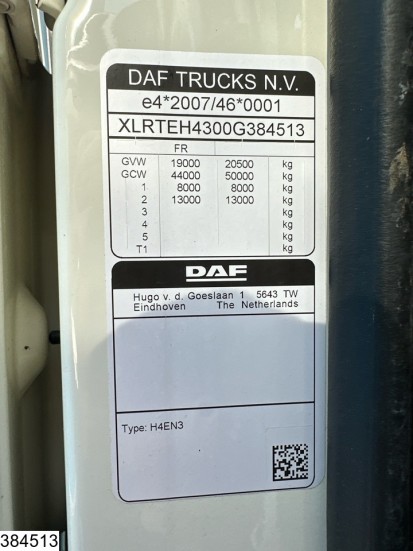 DAF TRUCKS N.V.
e4*2007/46*0001
XLRTEH4300G384513
FR
GVW 19000 20500 kg
GCW 44000 50000 kg
1 8000 8000 kg
2 13000 13000 kg
3 kg
4 kg
5 kg
T1 kg
DAF
Hugo v. d. Goeslaan 1 5643 TW
Eindhoven The Netherlands
Type: H4EN3
384513